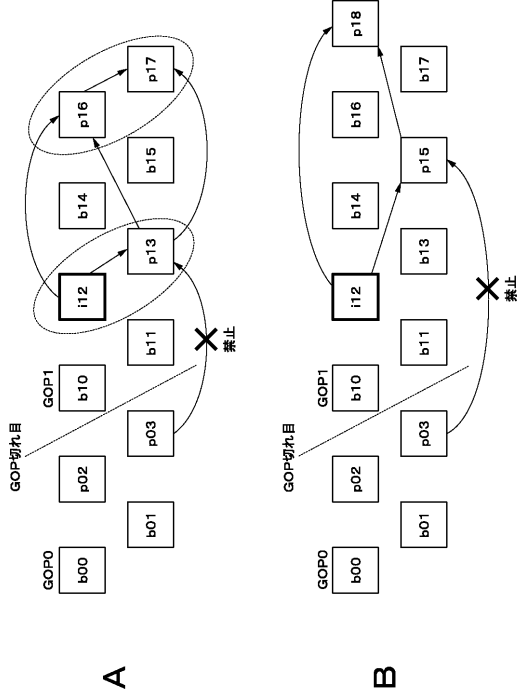 A
GOP0
GOP切れ目
GOP1
b00
p02
b10
i12
b14
p16
b01
p03
b11
p13
b15
p17
禁止
B
GOP0
GOP切れ目
GOP1
b00
p02
b10
i12
b14
b16
p18
b01
p03
b11
b13
p15
b17
禁止